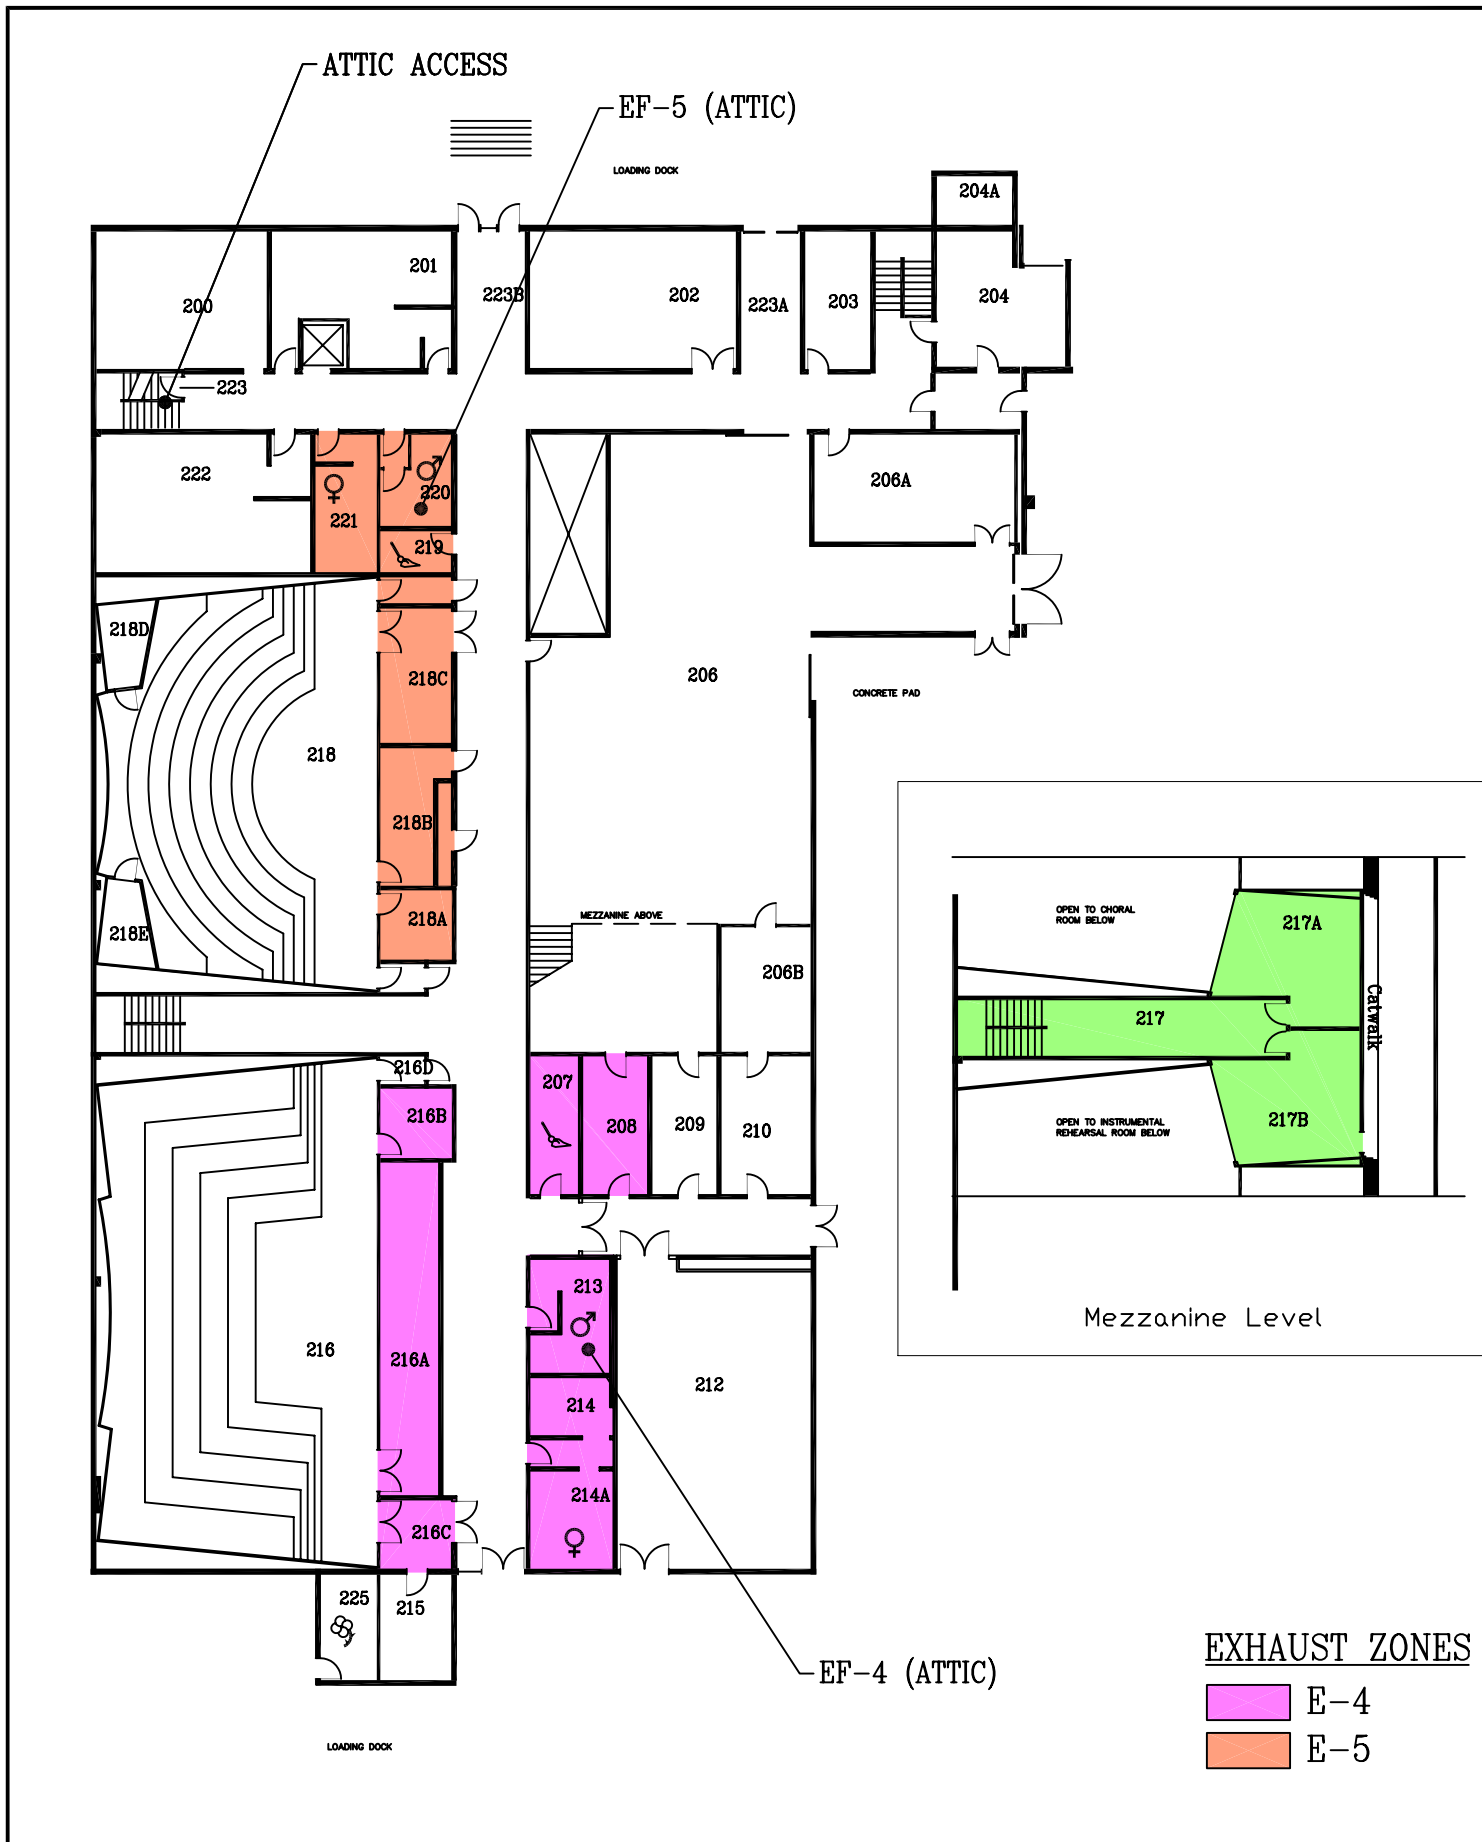 ATTIC ACCESS
EF-5 (ATTIC)
LOADING DOCK
204A
201
200
223B
202
223A
203
204
223
222
221
220
219
206A
218D
218C
206
CONCRETE PAD
218
218B
218A
218E
MEZZANINE ABOVE
206B
OPEN TO CHORAL
ROOM BELOW
217A
217
Catwalk
217B
OPEN TO INSTRUMENTAL
REHEARSAL ROOM BELOW
Mezzanine Level
216D
216B
207
208
209
210
213
216
216A
214
212
214A
216C
225
215
EF-4 (ATTIC)
LOADING DOCK
EXHAUST ZONES
E-4
E-5